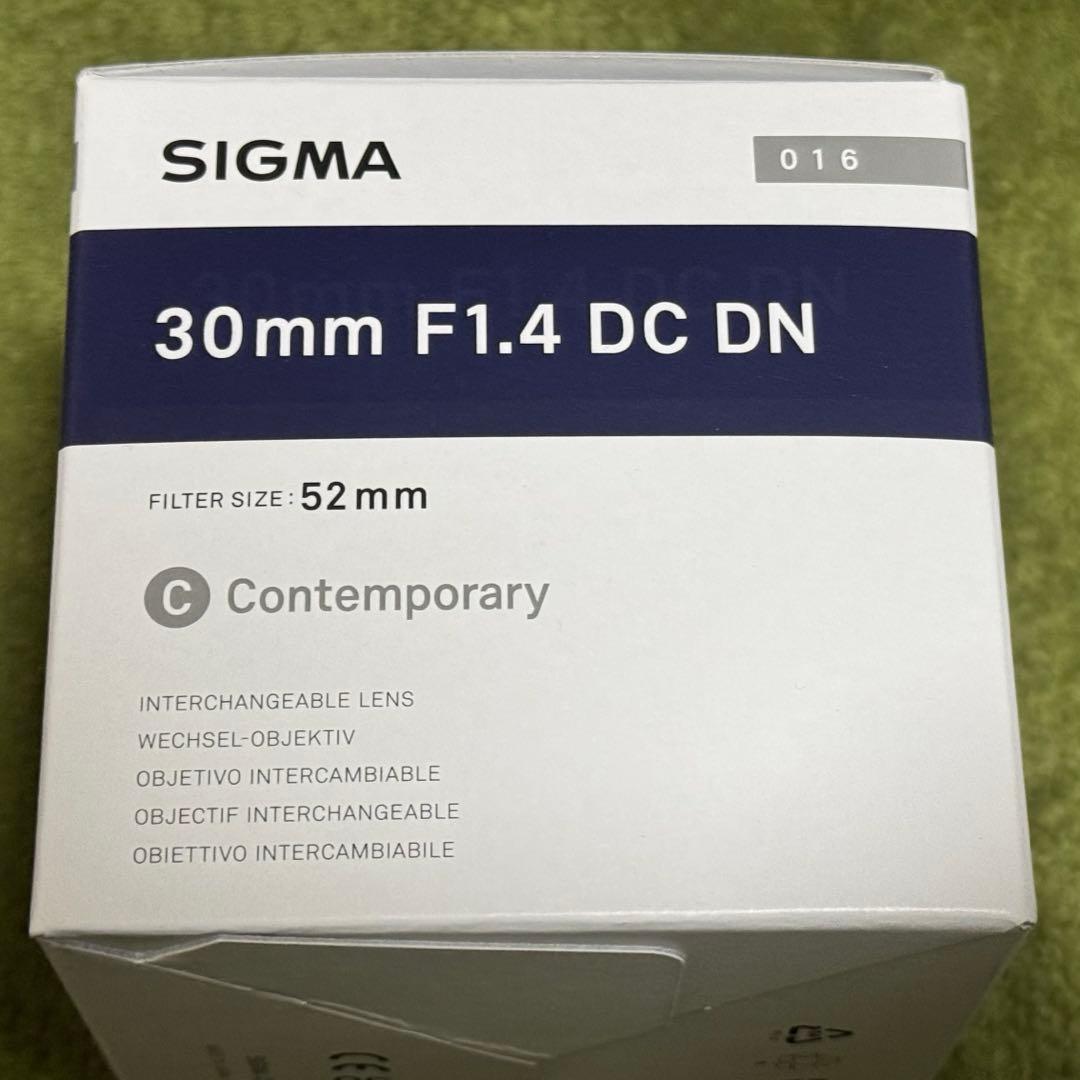 SIGMA
016
30mm F1.4 DC DN
FILTER SIZE: 52mm
C Contemporary
INTERCHANGEABLE LENS
WECHSEL-OBJEKTIV
OBJETIVO INTERCAMBIABLE
OBJECTIF INTERCHANGEABLE
OBIETTIVO INTERCAMBIABILE